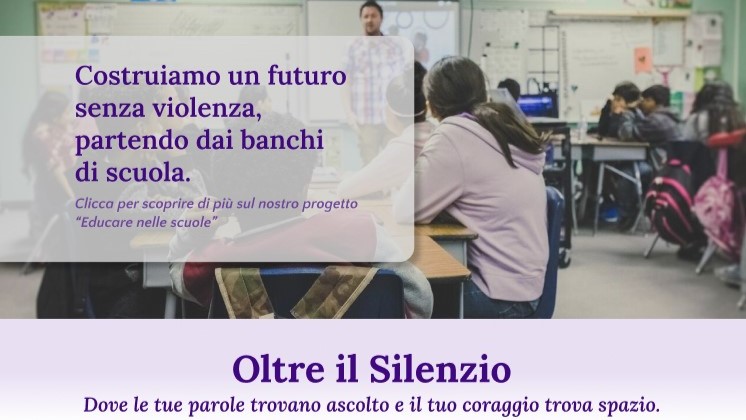 Costruiamo un futuro
senza violenza,
partendo dai banchi
di scuola.
Clicca per scoprire di più sul nostro progetto
“Educare nelle scuole”
Oltre il Silenzio
Dove le tue parole trovano ascolto e il tuo coraggio trova spazio.